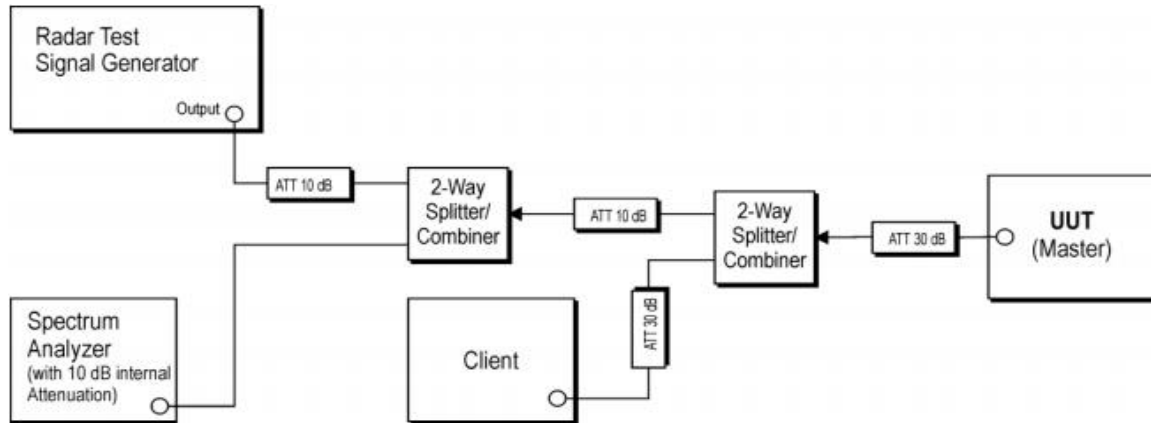 Radar Test
Signal Generator
Output
ATT 10 dB
2-Way
Splitter/
Combiner
ATT 10 dB
2-Way
Splitter/
Combiner
ATT 30 dB
UUT
(Master)
Spectrum
Analyzer
(with 10 dB internal
Attenuation)
Client
ATT 30 dB